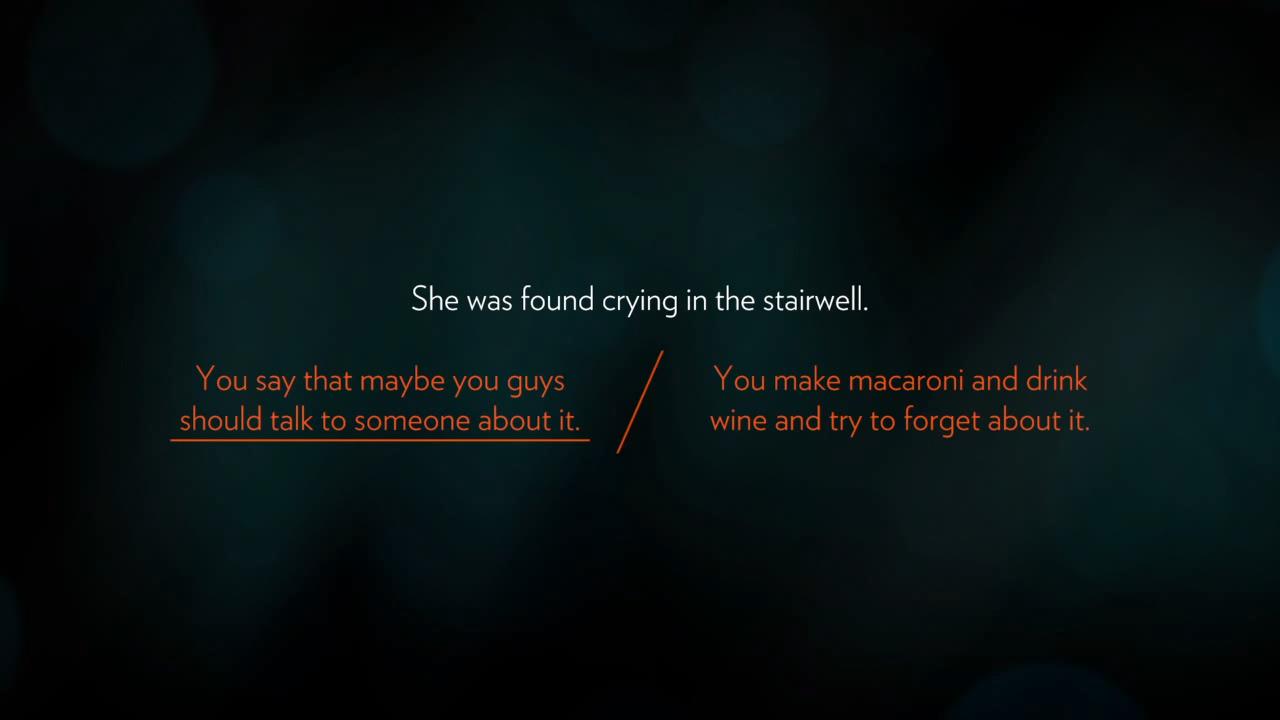 She was found crying in the stairwell.
You say that maybe you guys
should talk to someone about it.
You make macaroni and drink
wine and try to forget about it.